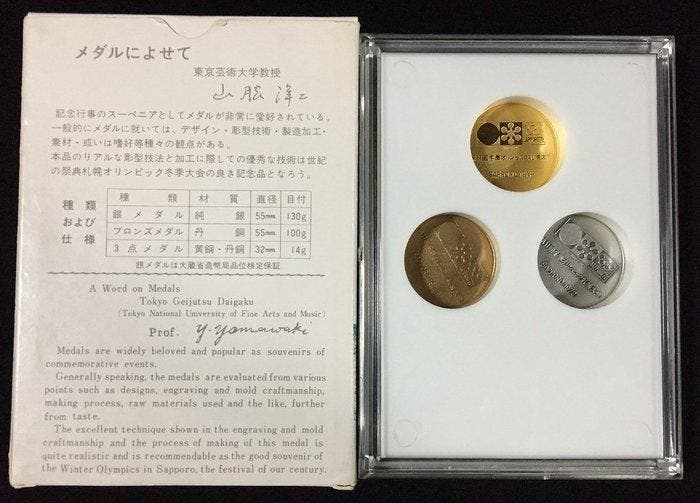 メダルによせて
東京芸術大学教授
山脇洋二
記念行事のスーベニアとしてメダルが非常に愛好されている。
一般的にメダルに就いては、デザイン・彫型技術・製造加工・
素材・或いは嗜好等種々の観点がある。
本品のリアルな彫型技法と加工に際しての優秀な技術は世紀
の祭典札幌オリンピック冬季大会の良き記念品となろう。
種類および仕様
種類 材質 直径 目付
銀メダル 純銀 55mm 130g
ブロンズメダル 丹銅 55mm 100g
3点メダル 黄銅・丹銅 32mm 14g
銀メダルは大蔵省造幣局品位検定保証
A Word on Medals
Tokyo Geijutsu Daigaku
(Tokyo National University of Fine Arts and Music)
Prof. Y. Yamawaki
Medals are widely beloved and popular as souvenirs of
commemorative events.
Generally speaking, the medals are evaluated from various
points such as designs, engraving and mold craftmanship,
making process, raw materials used and the like, further
from taste.
The excellent technique shown in the engraving and mold
craftmanship and the process of making of this medal is
quite realistic and is recommendable as the good souvenir of
the Winter Olympics in Sapporo, the festival of our century.